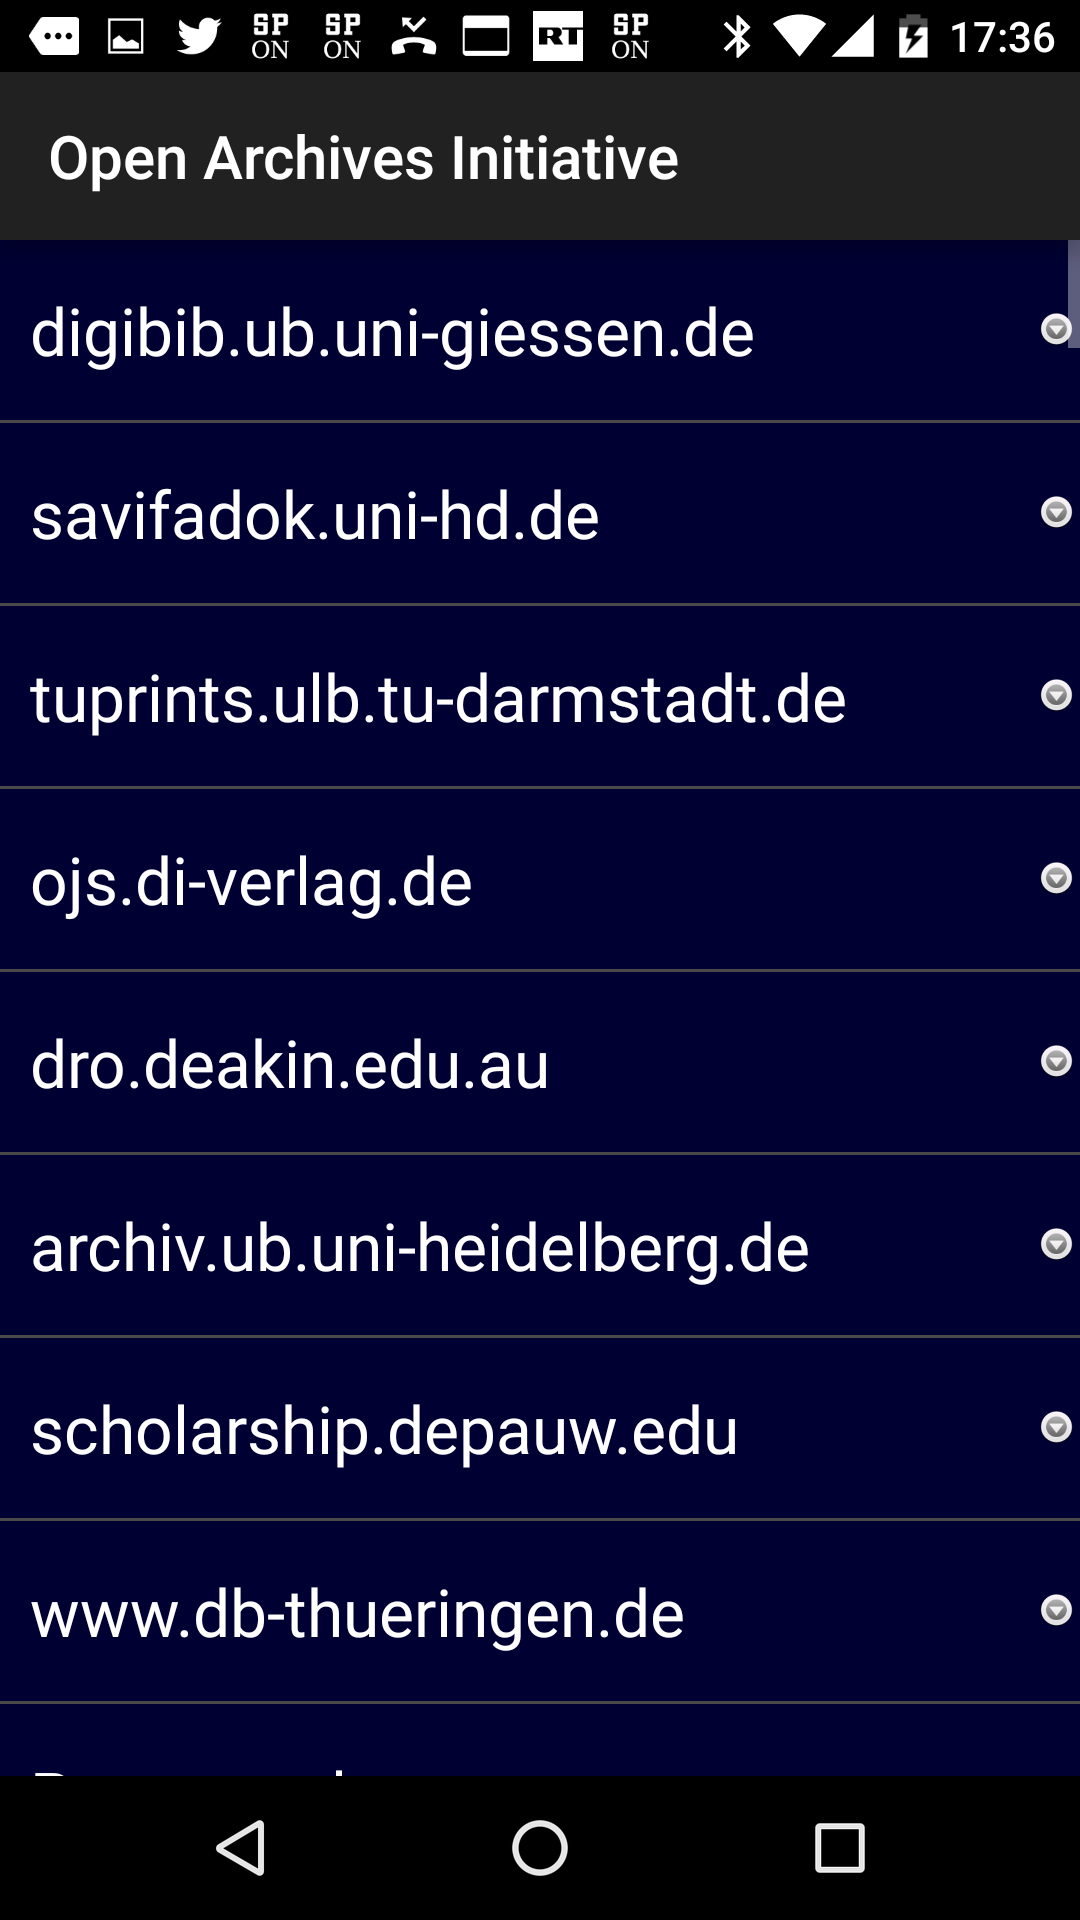 SP ON SP ON RT SP ON 17:36
Open Archives Initiative
digibib.ub.uni-giessen.de
savifadok.uni-hd.de
tuprints.ulb.tu-darmstadt.de
ojs.di-verlag.de
dro.deakin.edu.au
archiv.ub.uni-heidelberg.de
scholarship.depauw.edu
www.db-thueringen.de